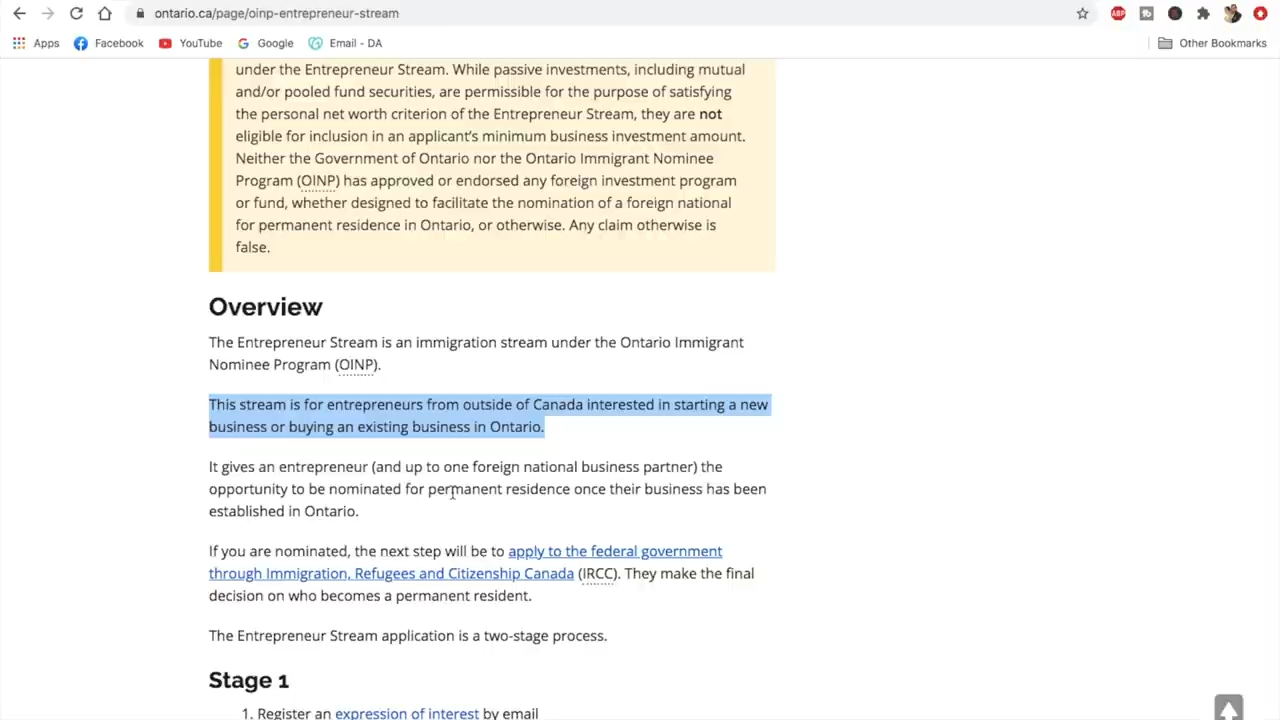 ontario.ca/page/oinp-entrepreneur-stream
Apps Facebook YouTube Google Email - DA Other Bookmarks
under the Entrepreneur Stream. While passive investments, including mutual
and/or pooled fund securities, are permissible for the purpose of satisfying
the personal net worth criterion of the Entrepreneur Stream, they are not
eligible for inclusion in an applicant's minimum business investment amount.
Neither the Government of Ontario nor the Ontario Immigrant Nominee
Program (OINP) has approved or endorsed any foreign investment program
or fund, whether designed to facilitate the nomination of a foreign national
for permanent residence in Ontario, or otherwise. Any claim otherwise is
false.
Overview
The Entrepreneur Stream is an immigration stream under the Ontario Immigrant
Nominee Program (OINP).
This stream is for entrepreneurs from outside of Canada interested in starting a new
business or buying an existing business in Ontario.
It gives an entrepreneur (and up to one foreign national business partner) the
opportunity to be nominated for permanent residence once their business has been
established in Ontario.
If you are nominated, the next step will be to apply to the federal government
through Immigration, Refugees and Citizenship Canada (IRCC). They make the final
decision on who becomes a permanent resident.
The Entrepreneur Stream application is a two-stage process.
Stage 1
1. Register an expression of interest by email